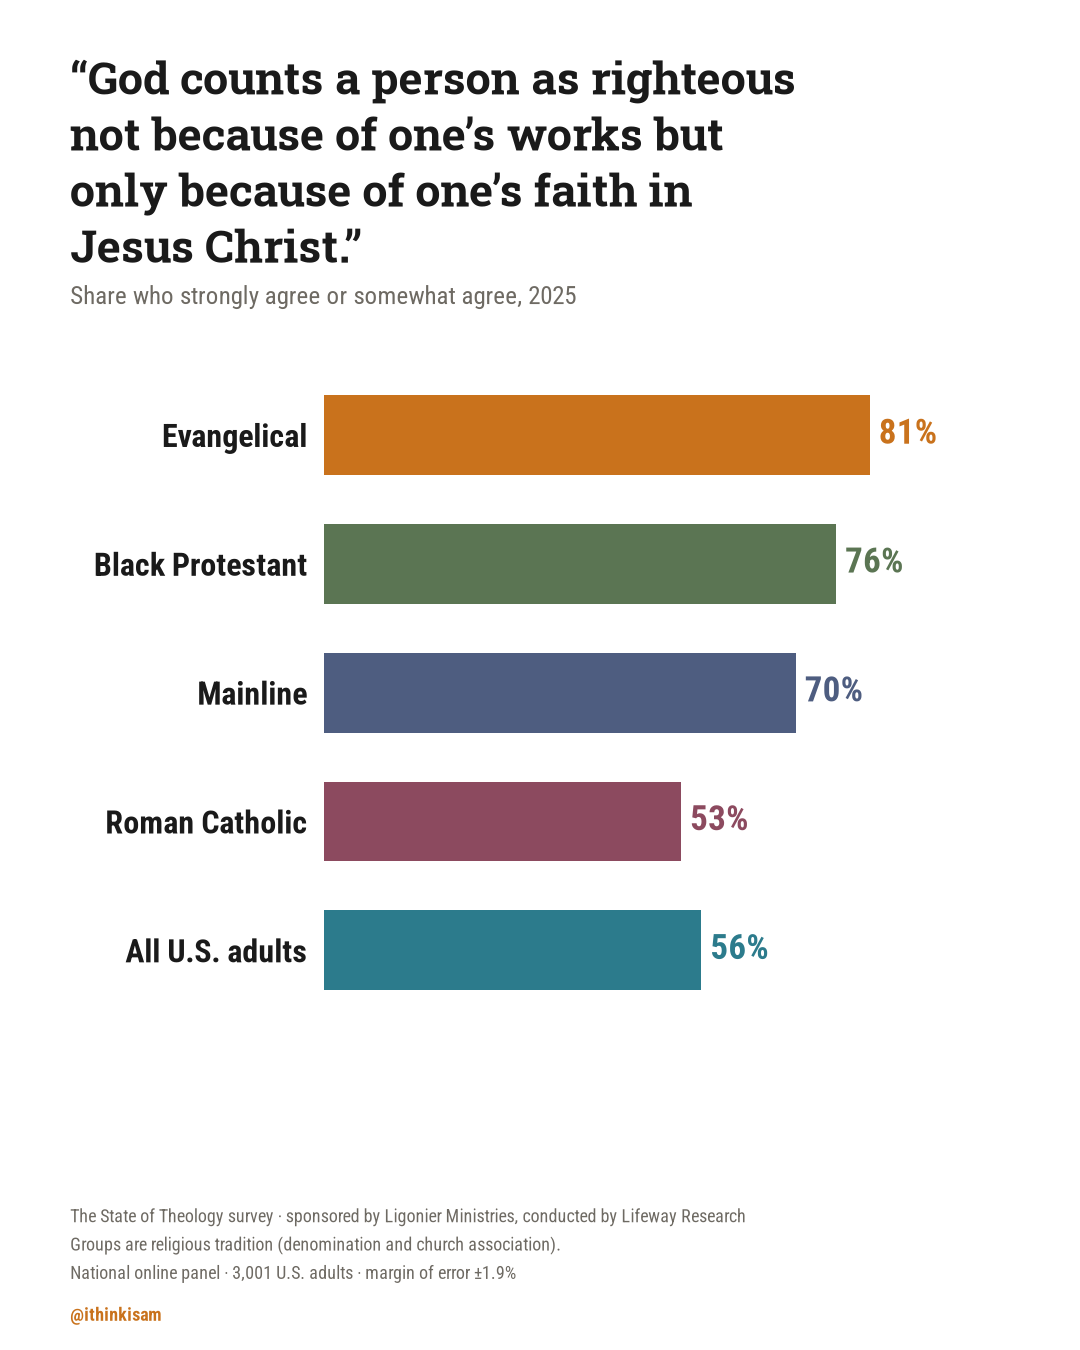 “God counts a person as righteous
not because of one’s works but
only because of one’s faith in
Jesus Christ.”
Share who strongly agree or somewhat agree, 2025
Evangelical 81%
Black Protestant 76%
Mainline 70%
Roman Catholic 53%
All U.S. adults 56%
The State of Theology survey · sponsored by Ligonier Ministries, conducted by Lifeway Research
Groups are religious tradition (denomination and church association).
National online panel · 3,001 U.S. adults · margin of error ±1.9%
@ithinkisam